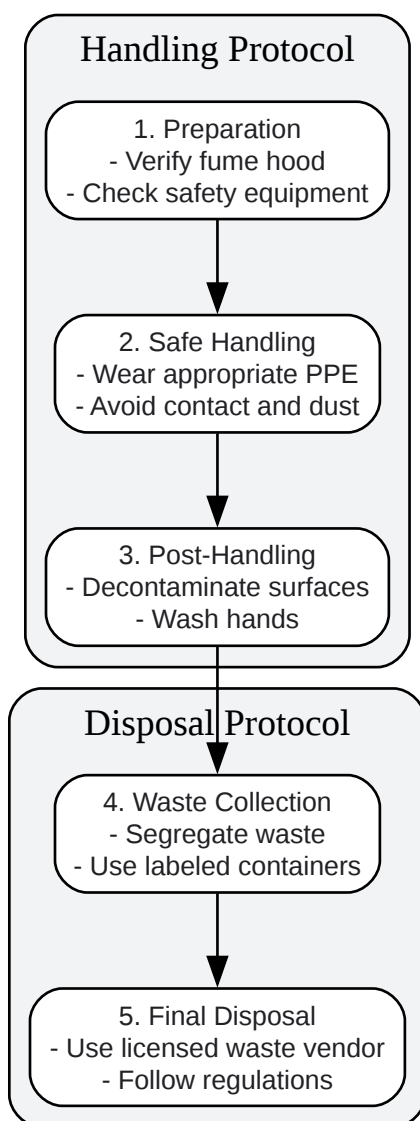 Handling Protocol
1. Preparation
- Verify fume hood
- Check safety equipment
2. Safe Handling
- Wear appropriate PPE
- Avoid contact and dust
3. Post-Handling
- Decontaminate surfaces
- Wash hands
Disposal Protocol
4. Waste Collection
- Segregate waste
- Use labeled containers
5. Final Disposal
- Use licensed waste vendor
- Follow regulations